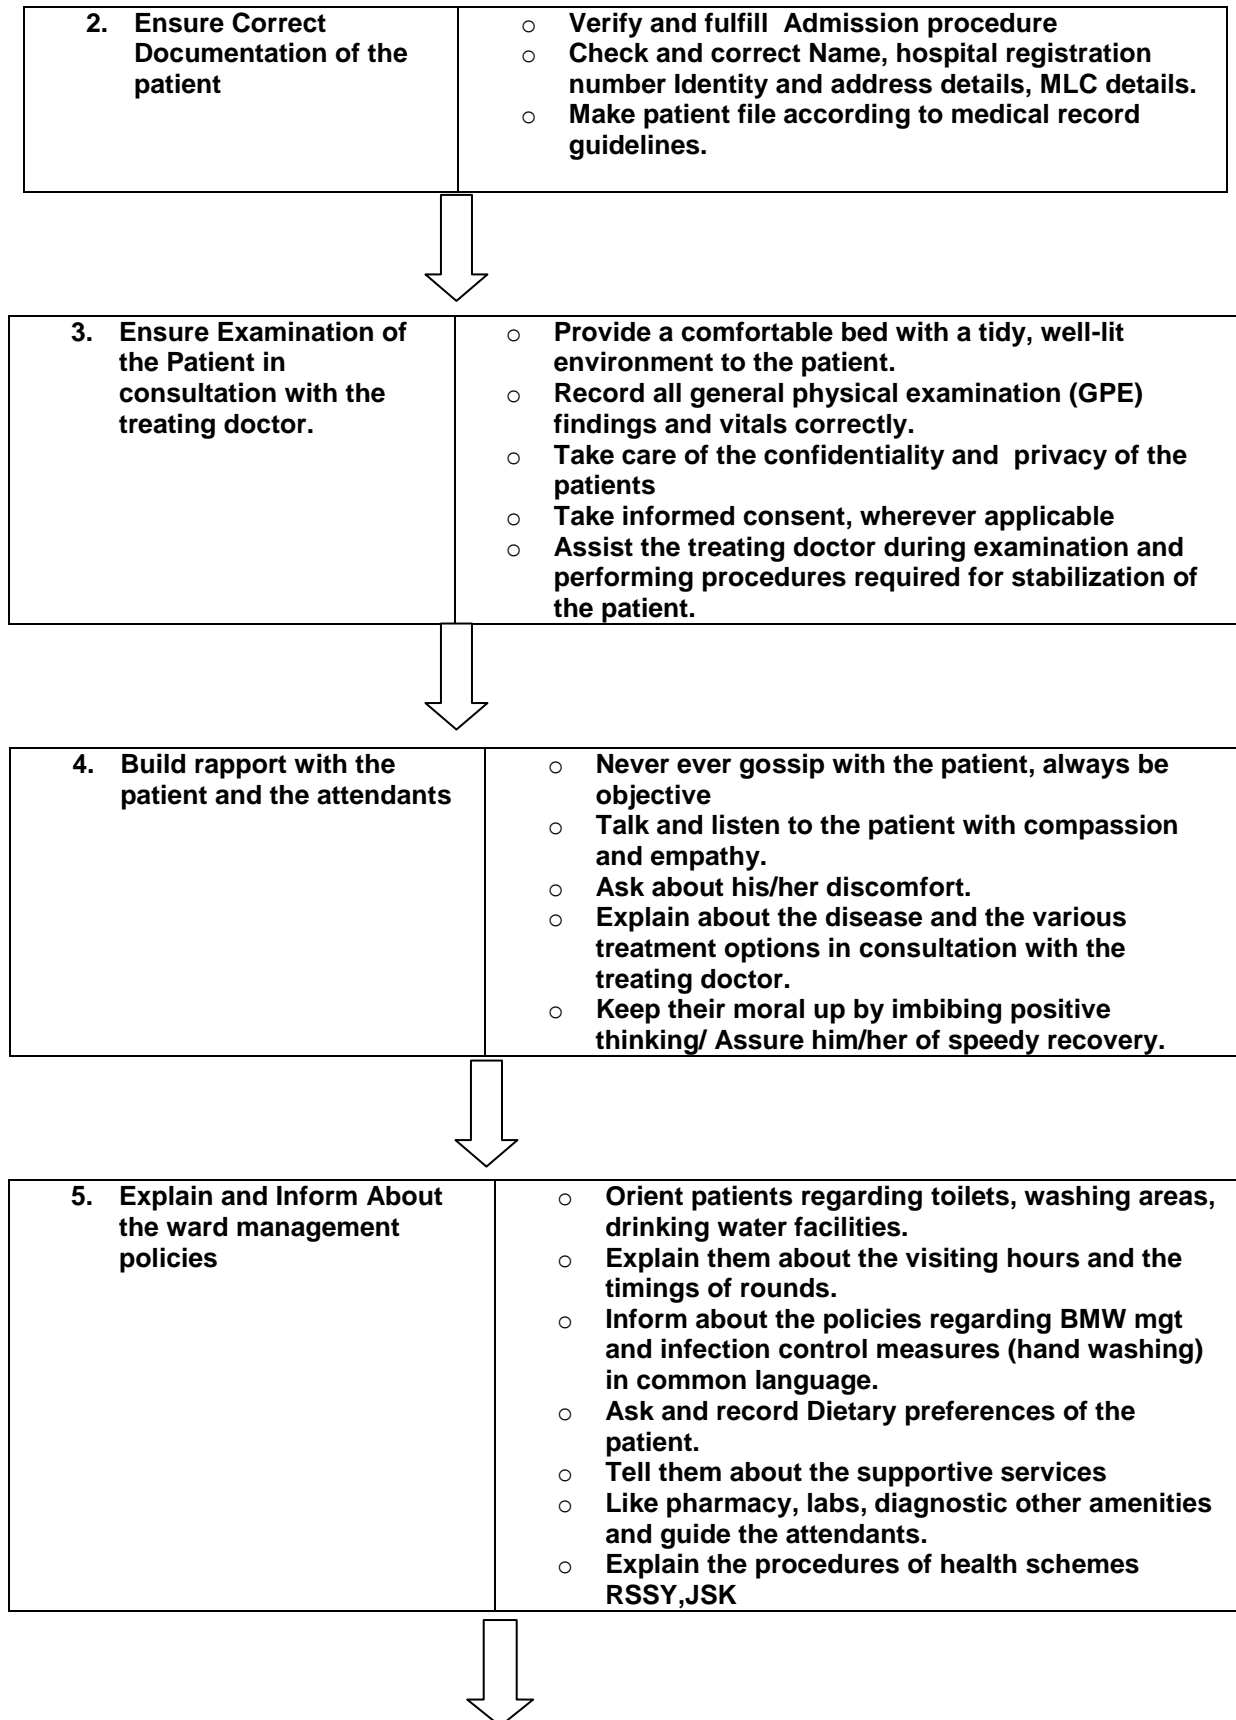 2. Ensure Correct
Documentation of the
patient
○ Verify and fulfill Admission procedure
○ Check and correct Name, hospital registration
number Identity and address details, MLC details.
○ Make patient file according to medical record
guidelines.
3. Ensure Examination of
the Patient in
consultation with the
treating doctor.
○ Provide a comfortable bed with a tidy, well-lit
environment to the patient.
○ Record all general physical examination (GPE)
findings and vitals correctly.
○ Take care of the confidentiality and privacy of the
patients
○ Take informed consent, wherever applicable
○ Assist the treating doctor during examination and
performing procedures required for stabilization of
the patient.
4. Build rapport with the
patient and the attendants
○ Never ever gossip with the patient, always be
objective
○ Talk and listen to the patient with compassion
and empathy.
○ Ask about his/her discomfort.
○ Explain about the disease and the various
treatment options in consultation with the
treating doctor.
○ Keep their moral up by imbibing positive
thinking/ Assure him/her of speedy recovery.
5. Explain and Inform About
the ward management
policies
○ Orient patients regarding toilets, washing areas,
drinking water facilities.
○ Explain them about the visiting hours and the
timings of rounds.
○ Inform about the policies regarding BMW mgt
and infection control measures (hand washing)
in common language.
○ Ask and record Dietary preferences of the
patient.
○ Tell them about the supportive services
○ Like pharmacy, labs, diagnostic other amenities
and guide the attendants.
○ Explain the procedures of health schemes
RSSY,JSK